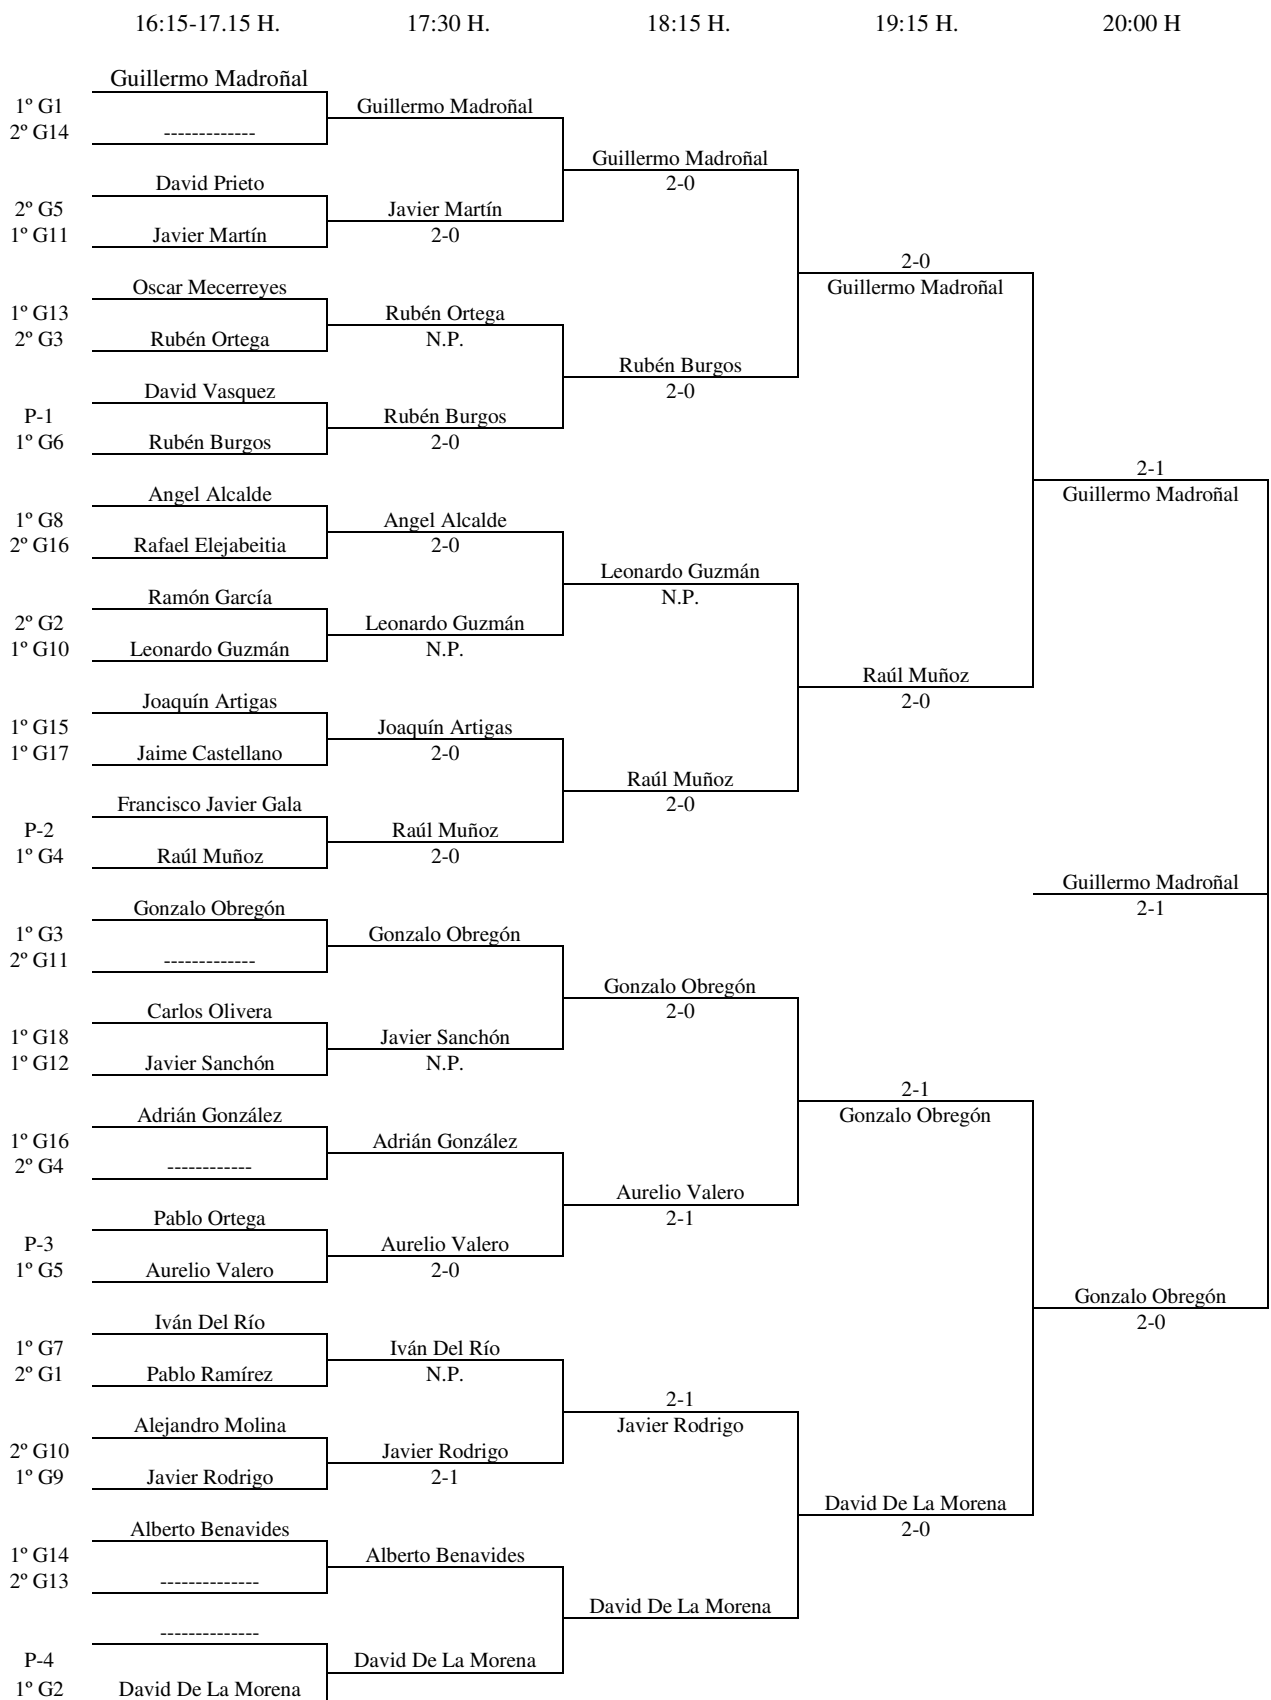 16:15-17.15 H. 17:30 H. 18:15 H. 19:15 H. 20:00 H
Guillermo Madroñal
1º G1 Guillermo Madroñal
2º G14 -------------
Guillermo Madroñal
David Prieto 2-0
2º G5 Javier Martín
1º G11 Javier Martín 2-0
2-0
Oscar Mecerreyes Guillermo Madroñal
1º G13 Rubén Ortega
2º G3 Rubén Ortega N.P.
Rubén Burgos
David Vasquez 2-0
P-1 Rubén Burgos
1º G6 Rubén Burgos 2-0
2-1
Angel Alcalde Guillermo Madroñal
1º G8 Angel Alcalde
2º G16 Rafael Elejabeitia 2-0
Leonardo Guzmán
Ramón García N.P.
2º G2 Leonardo Guzmán
1º G10 Leonardo Guzmán N.P.
Raúl Muñoz
Joaquín Artigas 2-0
1º G15 Joaquín Artigas
1º G17 Jaime Castellano 2-0
Raúl Muñoz
Francisco Javier Gala 2-0
P-2 Raúl Muñoz
1º G4 Raúl Muñoz 2-0
Guillermo Madroñal
Gonzalo Obregón 2-1
1º G3 Gonzalo Obregón
2º G11 -------------
Gonzalo Obregón
Carlos Olivera 2-0
1º G18 Javier Sanchón
1º G12 Javier Sanchón N.P.
2-1
Adrián González Gonzalo Obregón
1º G16 Adrián González
2º G4 ------------
Aurelio Valero
Pablo Ortega 2-1
P-3 Aurelio Valero
1º G5 Aurelio Valero 2-0
Gonzalo Obregón
Iván Del Río 2-0
1º G7 Iván Del Río
2º G1 Pablo Ramírez N.P.
2-1
Alejandro Molina Javier Rodrigo
2º G10 Javier Rodrigo
1º G9 Javier Rodrigo 2-1
David De La Morena
Alberto Benavides 2-0
1º G14 Alberto Benavides
2º G13 --------------
David De La Morena
--------------
P-4 David De La Morena
1º G2 David De La Morena